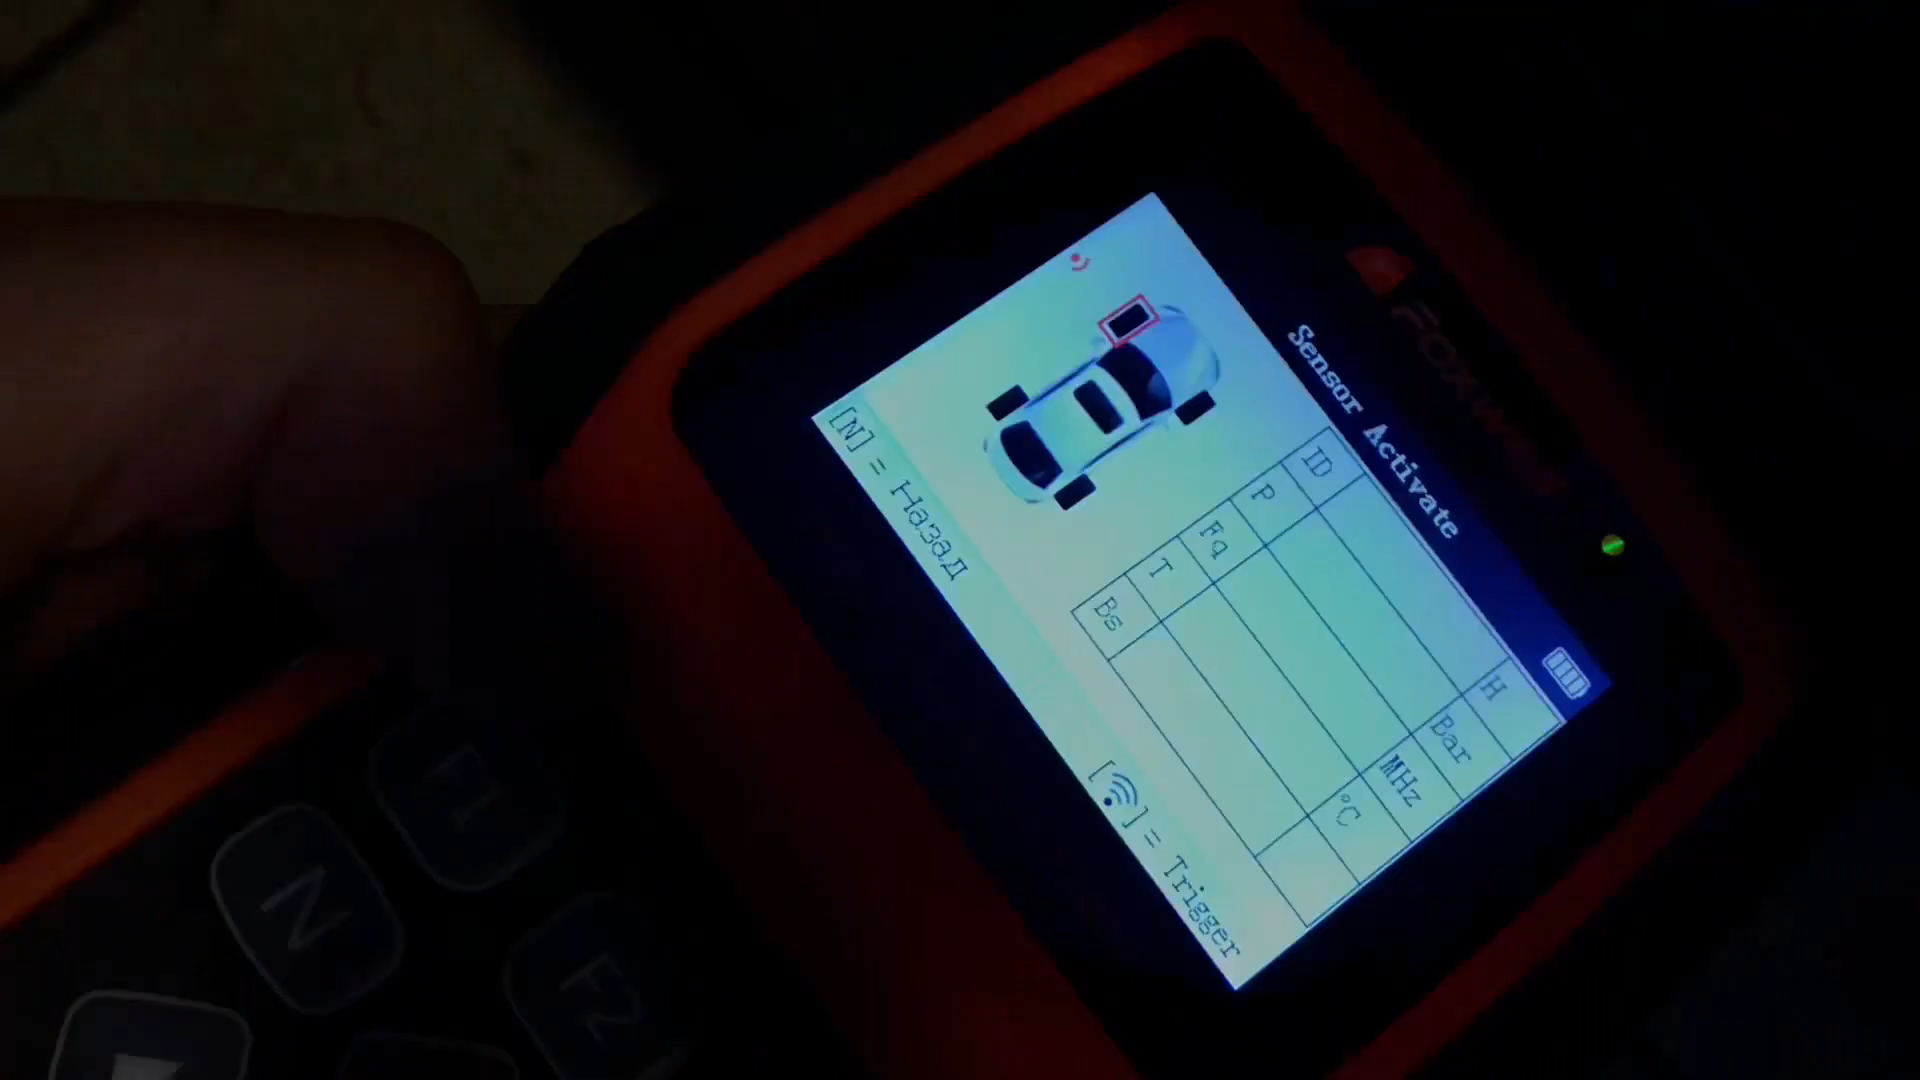 FOXWELL
Sensor Activate
ID H
P Bar
Fq MHz
T °C
Bs
[N] = Назад
[] = Trigger
F1
N
F2